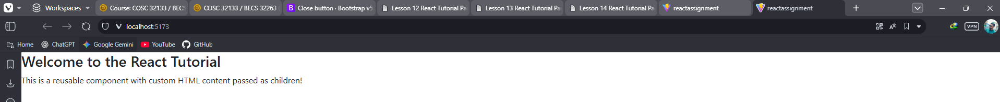 Workspaces
Course: COSC 32133 / BECS
COSC 32133 / BECS 32263
B Close button · Bootstrap v5
Lesson 12 React Tutorial Pa
Lesson 13 React Tutorial Pa
Lesson 14 React Tutorial Pa
reactassignment
reactassignment
localhost:5173
VPN
Home
ChatGPT
Google Gemini
YouTube
GitHub
Welcome to the React Tutorial
This is a reusable component with custom HTML content passed as children!